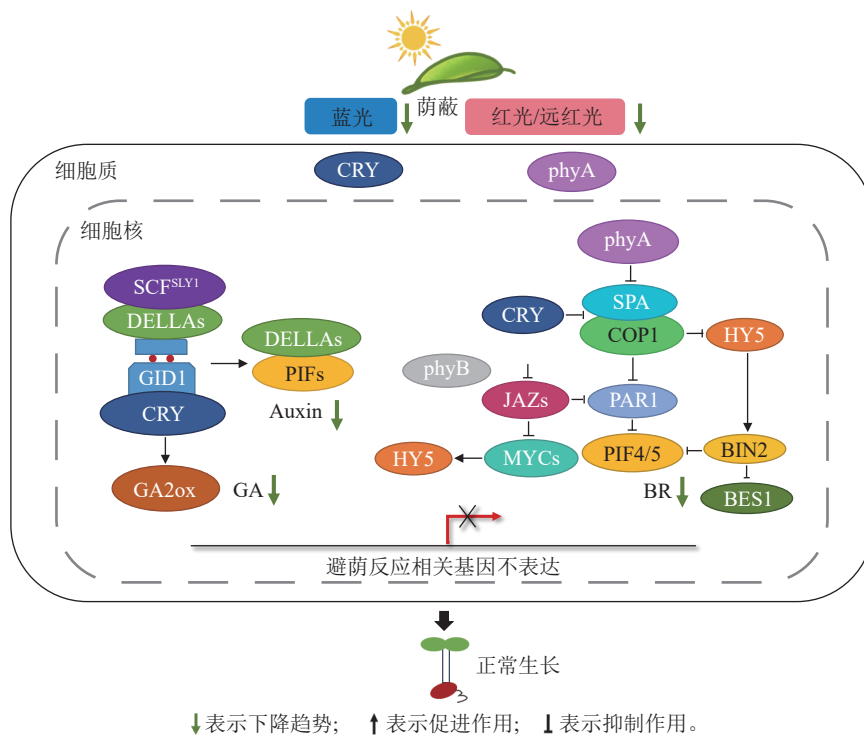 荫蔽
蓝光
红光/远红光
细胞质
CRY
phyA
细胞核
phyA
SCF^SLY1
DELLAs
GID1
CRY
GA2ox
GA
DELLAs
PIFs
Auxin
CRY
SPA
COP1
HY5
phyB
JAZs
PAR1
HY5
MYCs
PIF4/5
BIN2
BR
BES1
避荫反应相关基因不表达
正常生长
表示下降趋势; 表示促进作用; 表示抑制作用。